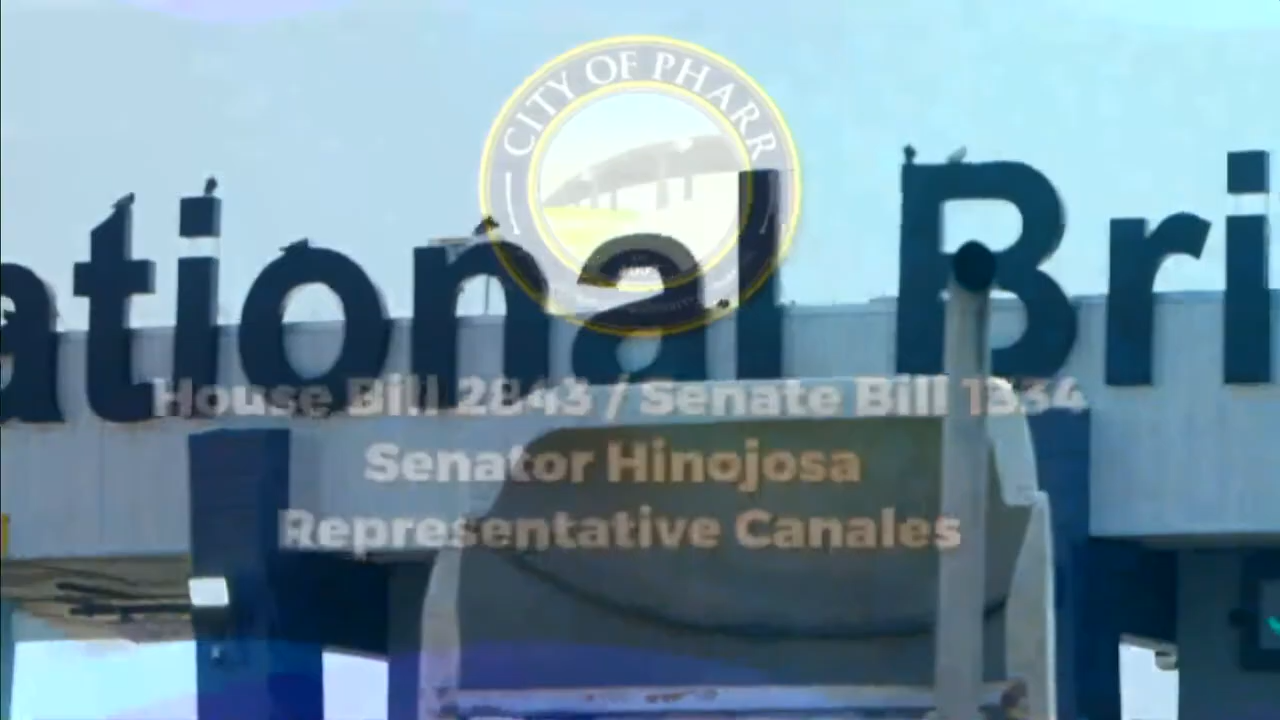 CITY OF PHARR
ational Bri
House Bill 2843 / Senate Bill 1334
Senator Hinojosa
Representative Canales